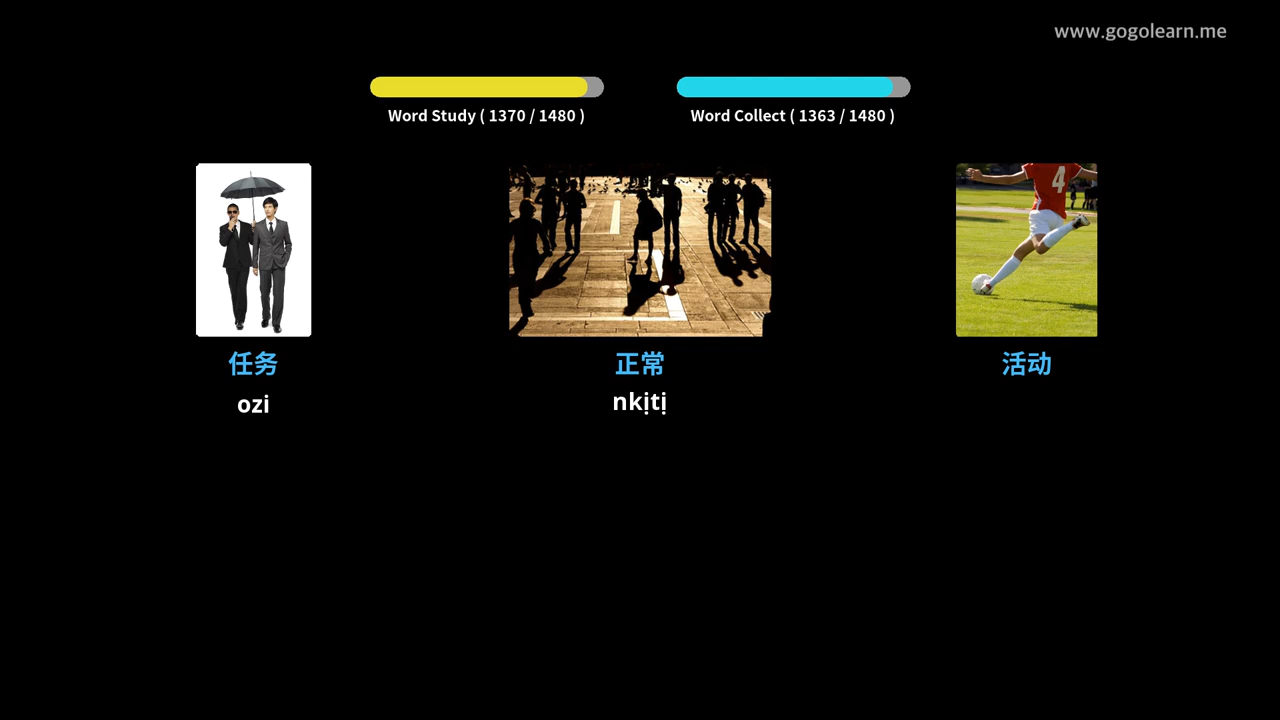 www.gogolearn.me
Word Study ( 1370 / 1480 )
Word Collect ( 1363 / 1480 )
任务
正常
活动
ozi
nkịtị
4